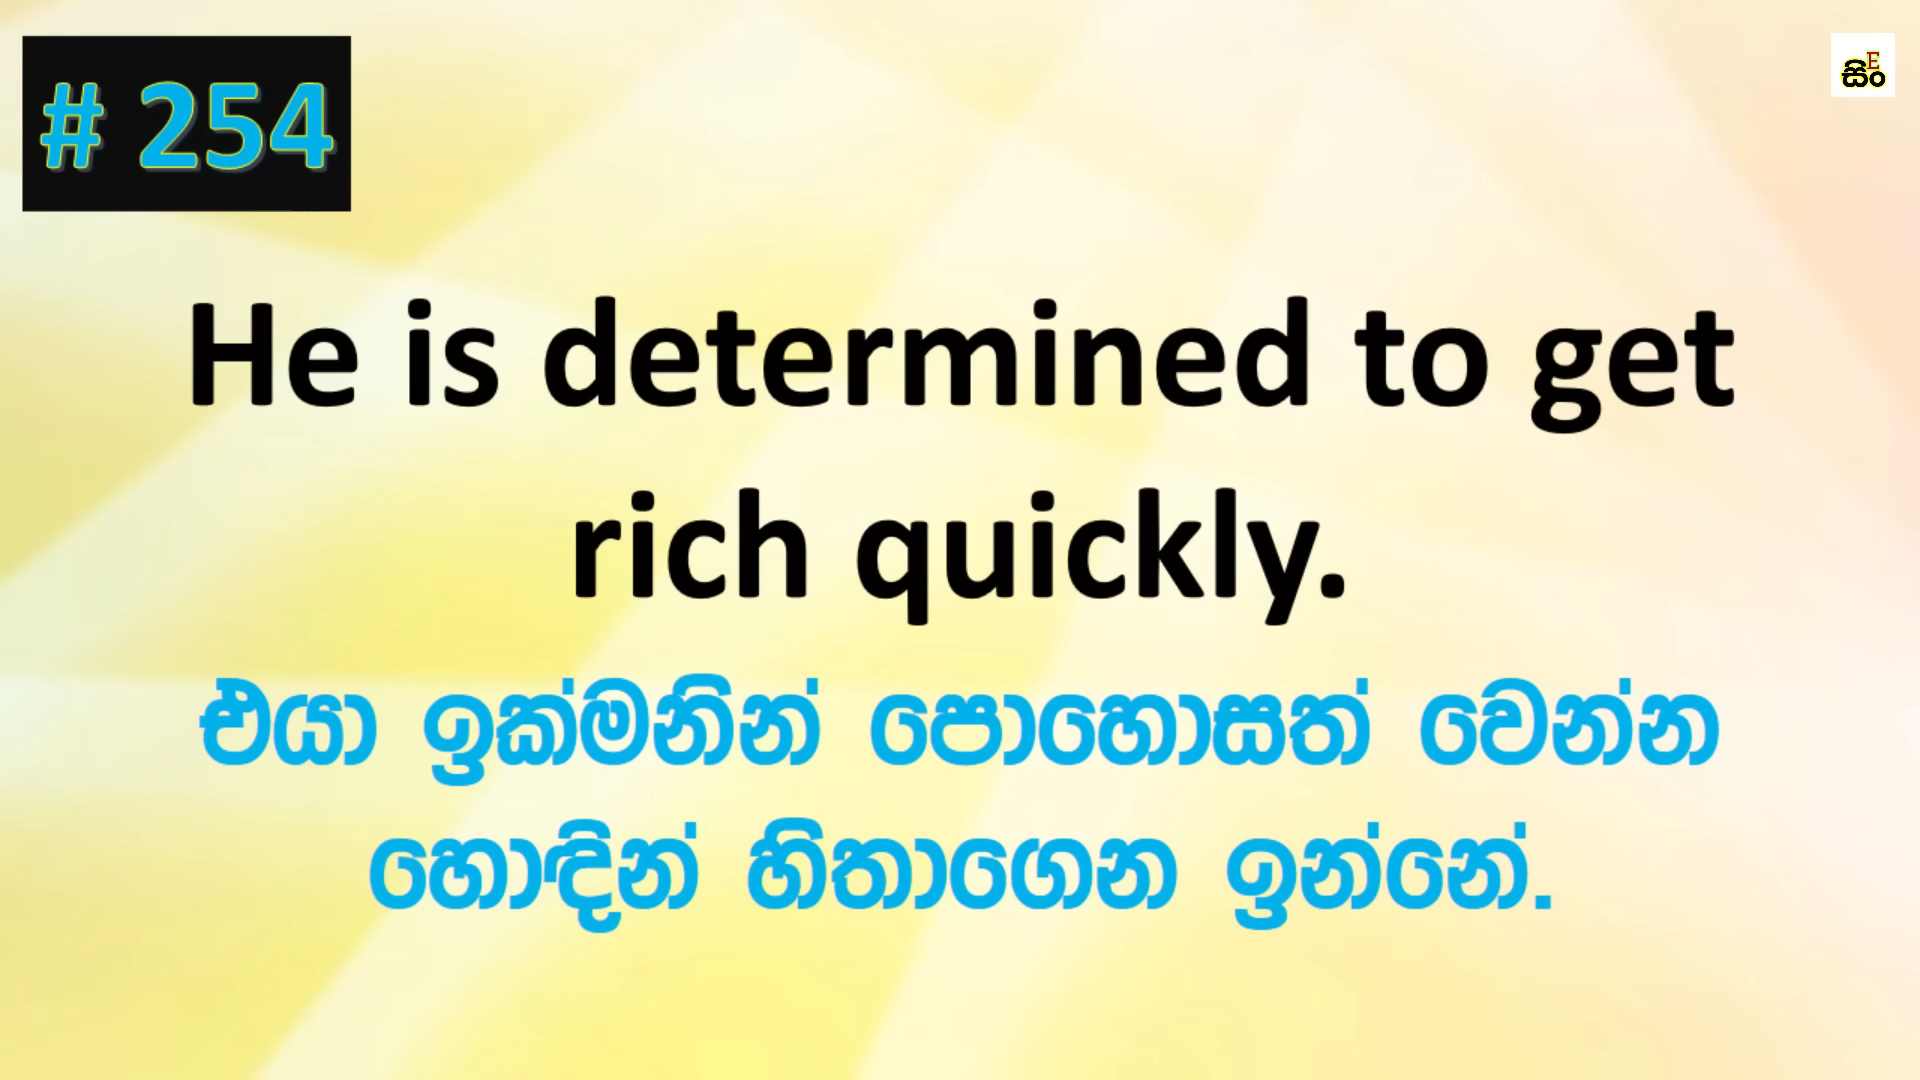 # 254
සිං
E
He is determined to get
rich quickly.
එයා ඉක්මනින් පොහොසත් වෙන්න
හොඳින් හිතාගෙන ඉන්නේ.